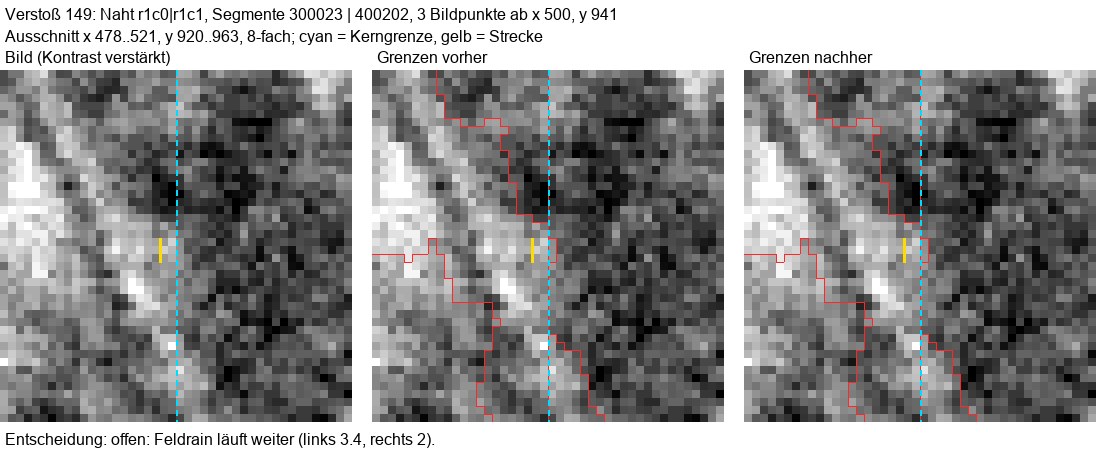 Verstoß 149: Naht r1c0|r1c1, Segmente 300023 | 400202, 3 Bildpunkte ab x 500, y 941
Ausschnitt x 478..521, y 920..963, 8-fach; cyan = Kerngrenze, gelb = Strecke
Bild (Kontrast verstärkt) Grenzen vorher Grenzen nachher
Entscheidung: offen: Feldrain läuft weiter (links 3.4, rechts 2).